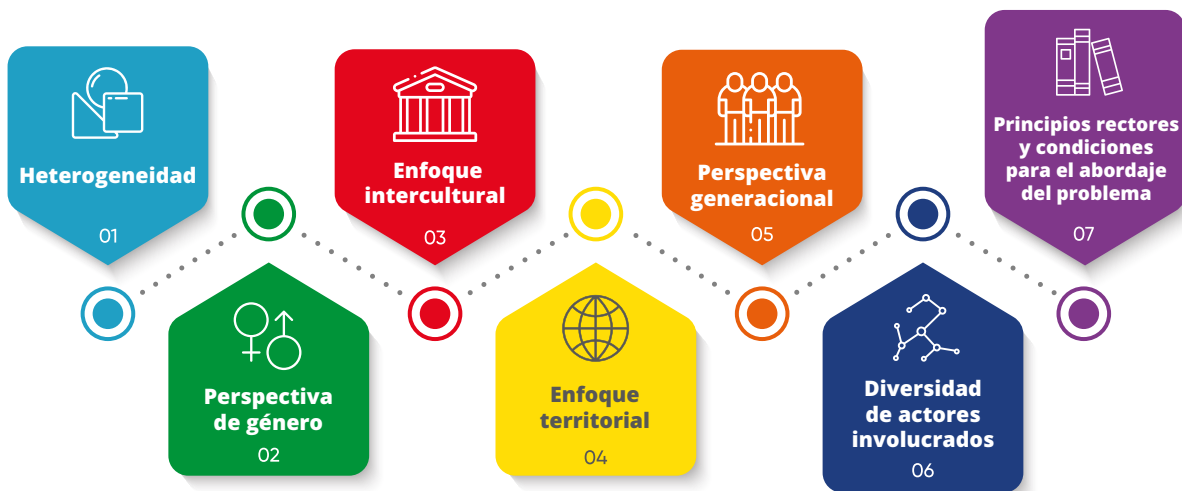 Heterogeneidad
01
Perspectiva
de género
02
Enfoque
intercultural
03
Enfoque
territorial
04
Perspectiva
generacional
05
Diversidad
de actores
involucrados
06
Principios rectores
y condiciones
para el abordaje
del problema
07